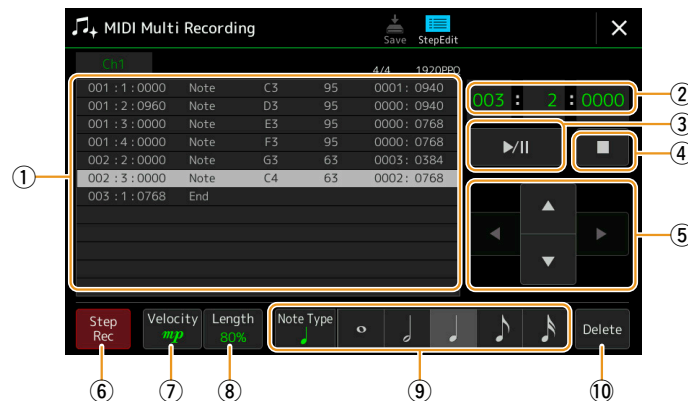 MIDI Multi Recording
Save StepEdit
Ch1 4/4 1920PPQ
001 : 1 : 0000 Note C3 95 0001 : 0940
001 : 2 : 0960 Note D3 95 0000 : 0940
001 : 3 : 0000 Note E3 95 0000 : 0768
001 : 4 : 0000 Note F3 95 0000 : 0768
002 : 2 : 0000 Note G3 63 0003 : 0384
002 : 3 : 0000 Note C4 63 0002 : 0768
003 : 1 : 0768 End
003 : 2 : 0000
①
②
③
④
⑤
Step Rec
Velocity
mp
Length
80%
Note Type
Delete
⑥ ⑦ ⑧ ⑨ ⑩